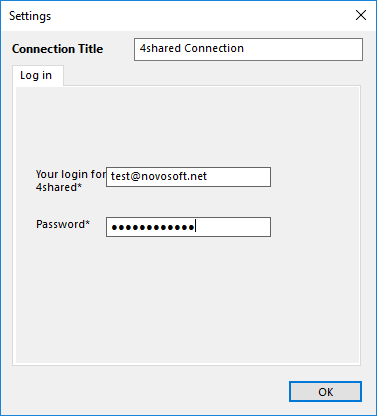 Settings
Connection Title
4shared Connection
Log in
Your login for
4shared*
test@novosoft.net
Password*
●●●●●●●●●●●●
OK